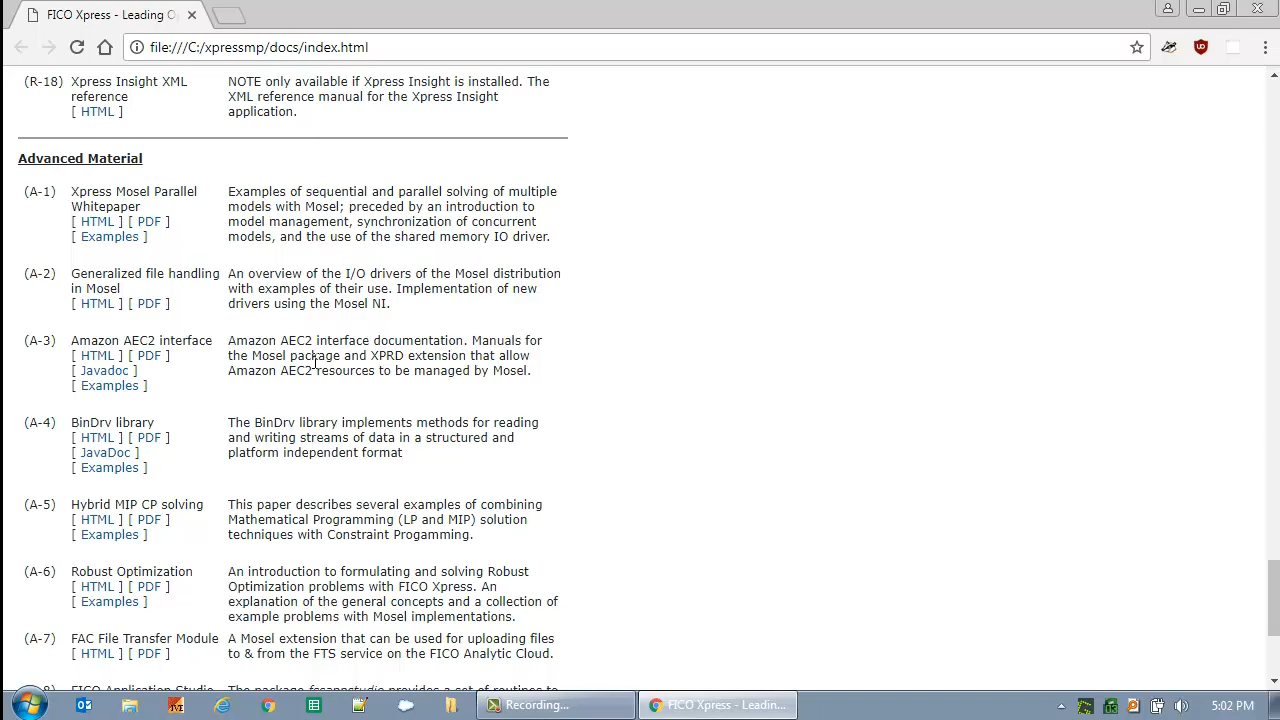 FICO Xpress - Leading O
file:///C:/xpressmp/docs/index.html
(R-18) Xpress Insight XML reference
[ HTML ]
NOTE only available if Xpress Insight is installed. The
XML reference manual for the Xpress Insight
application.
Advanced Material
(A-1) Xpress Mosel Parallel
Whitepaper
[ HTML ] [ PDF ]
[ Examples ]
Examples of sequential and parallel solving of multiple
models with Mosel; preceded by an introduction to
model management, synchronization of concurrent
models, and the use of the shared memory IO driver.
(A-2) Generalized file handling
in Mosel
[ HTML ] [ PDF ]
An overview of the I/O drivers of the Mosel distribution
with examples of their use. Implementation of new
drivers using the Mosel NI.
(A-3) Amazon AEC2 interface
[ HTML ] [ PDF ]
[ Javadoc ]
[ Examples ]
Amazon AEC2 interface documentation. Manuals for
the Mosel package and XPRD extension that allow
Amazon AEC2 resources to be managed by Mosel.
(A-4) BinDrv library
[ HTML ] [ PDF ]
[ JavaDoc ]
[ Examples ]
The BinDrv library implements methods for reading
and writing streams of data in a structured and
platform independent format
(A-5) Hybrid MIP CP solving
[ HTML ] [ PDF ]
[ Examples ]
This paper describes several examples of combining
Mathematical Programming (LP and MIP) solution
techniques with Constraint Progamming.
(A-6) Robust Optimization
[ HTML ] [ PDF ]
[ Examples ]
An introduction to formulating and solving Robust
Optimization problems with FICO Xpress. An
explanation of the general concepts and a collection of
example problems with Mosel implementations.
(A-7) FAC File Transfer Module
[ HTML ] [ PDF ]
A Mosel extension that can be used for uploading files
to & from the FTS service on the FICO Analytic Cloud.
FICO Application Studio
The package provides a set of routines to
Recording...
FICO Xpress - Leadin...
5:02 PM